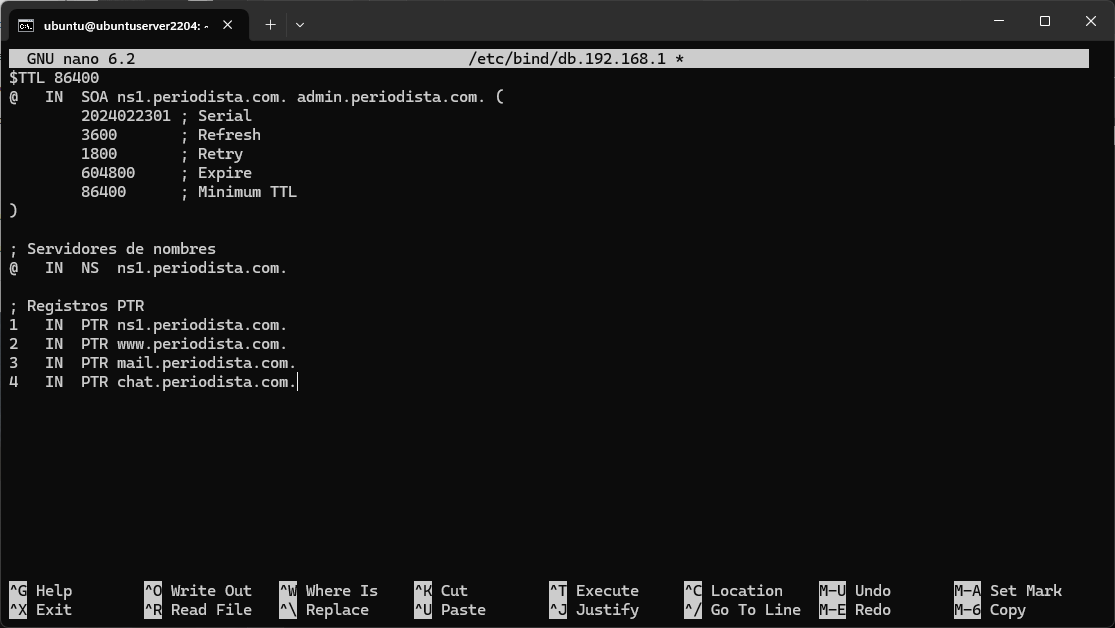 ubuntu@ubuntuserver2204: ~
GNU nano 6.2 /etc/bind/db.192.168.1 *
$TTL 86400
@   IN  SOA ns1.periodista.com. admin.periodista.com. (
        2024022301 ; Serial
        3600       ; Refresh
        1800       ; Retry
        604800     ; Expire
        86400      ; Minimum TTL
)
; Servidores de nombres
@   IN  NS  ns1.periodista.com.
; Registros PTR
1   IN  PTR ns1.periodista.com.
2   IN  PTR www.periodista.com.
3   IN  PTR mail.periodista.com.
4   IN  PTR chat.periodista.com.
^G Help ^O Write Out ^W Where Is ^K Cut ^T Execute ^C Location M-U Undo M-A Set Mark
^X Exit ^R Read File ^\ Replace ^U Paste ^J Justify ^/ Go To Line M-E Redo M-6 Copy